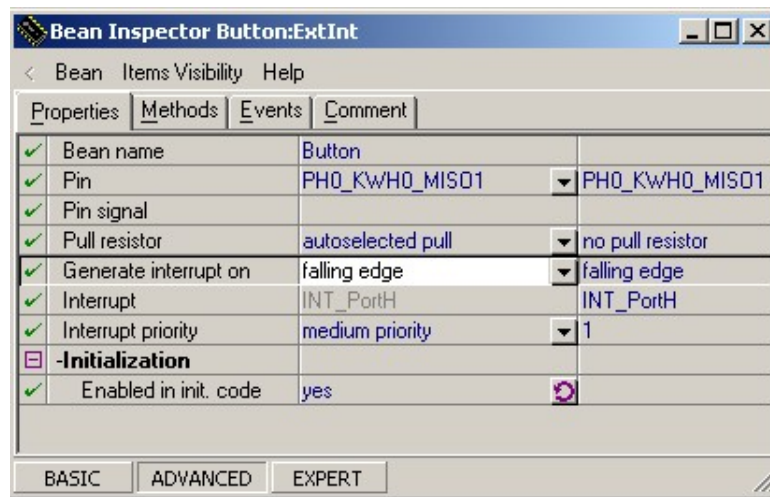 Bean Inspector Button:ExtInt
< Bean Items Visibility Help
Properties Methods Events Comment
Bean name Button
Pin PH0_KWH0_MISO1 PH0_KWH0_MISO1
Pin signal
Pull resistor autoselected pull no pull resistor
Generate interrupt on falling edge falling edge
Interrupt INT_PortH INT_PortH
Interrupt priority medium priority 1
-Initialization
Enabled in init. code yes
BASIC ADVANCED EXPERT